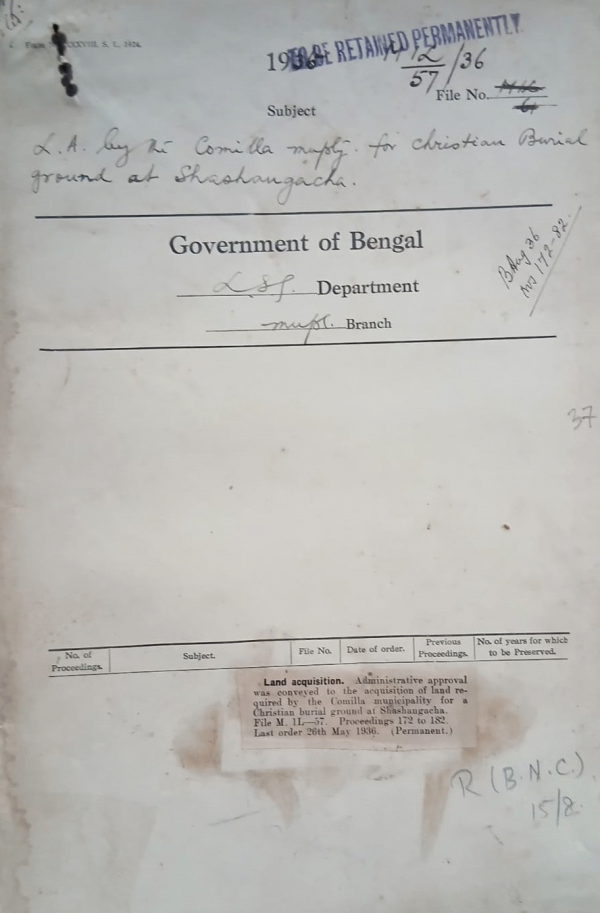 TO BE RETAINED PERMANENTLY
1936
57/36
File No.
Subject
L.A. by the Comilla muply. for Christian Burial
ground at Shashangacha.
Government of Bengal
B Aug 36
Nos 172-82.
L.S.G. Department
mupl. Branch
37
No. of Proceedings. Subject. File No. Date of order. Previous Proceedings. No. of years for which to be Preserved.
Land acquisition. Administrative approval
was conveyed to the acquisition of land re-
quired by the Comilla municipality for a
Christian burial ground at Shashangacha.
File M. 1L—57. Proceedings 172 to 182.
Last order 26th May 1936. (Permanent.)
R (B.N.C.)
15/8.